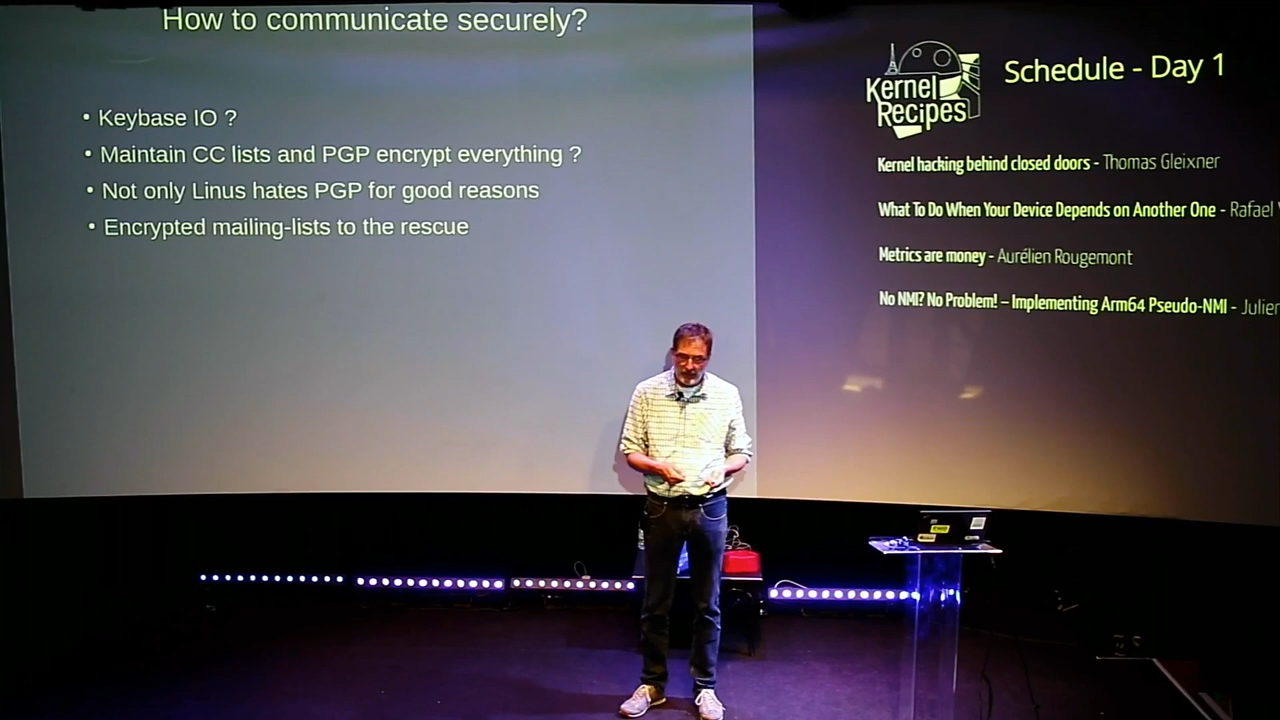 How to communicate securely?
• Keybase IO ?
• Maintain CC lists and PGP encrypt everything ?
• Not only Linus hates PGP for good reasons
• Encrypted mailing-lists to the rescue
Kernel
Recipes
Schedule - Day 1
Kernel hacking behind closed doors - Thomas Gleixner
What To Do When Your Device Depends on Another One - Rafael
Metrics are money - Aurélien Rougemont
No NMI? No Problem! – Implementing Arm64 Pseudo-NMI - Julien